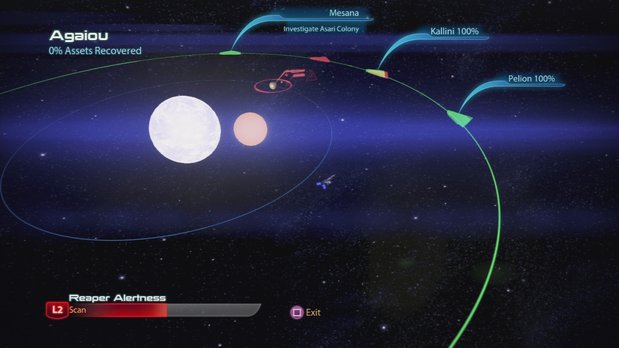 Agaiou
0% Assets Recovered
Mesana
Investigate Asari Colony
Kallini 100%
Pelion 100%
Reaper Alertness
L2 Scan
Exit